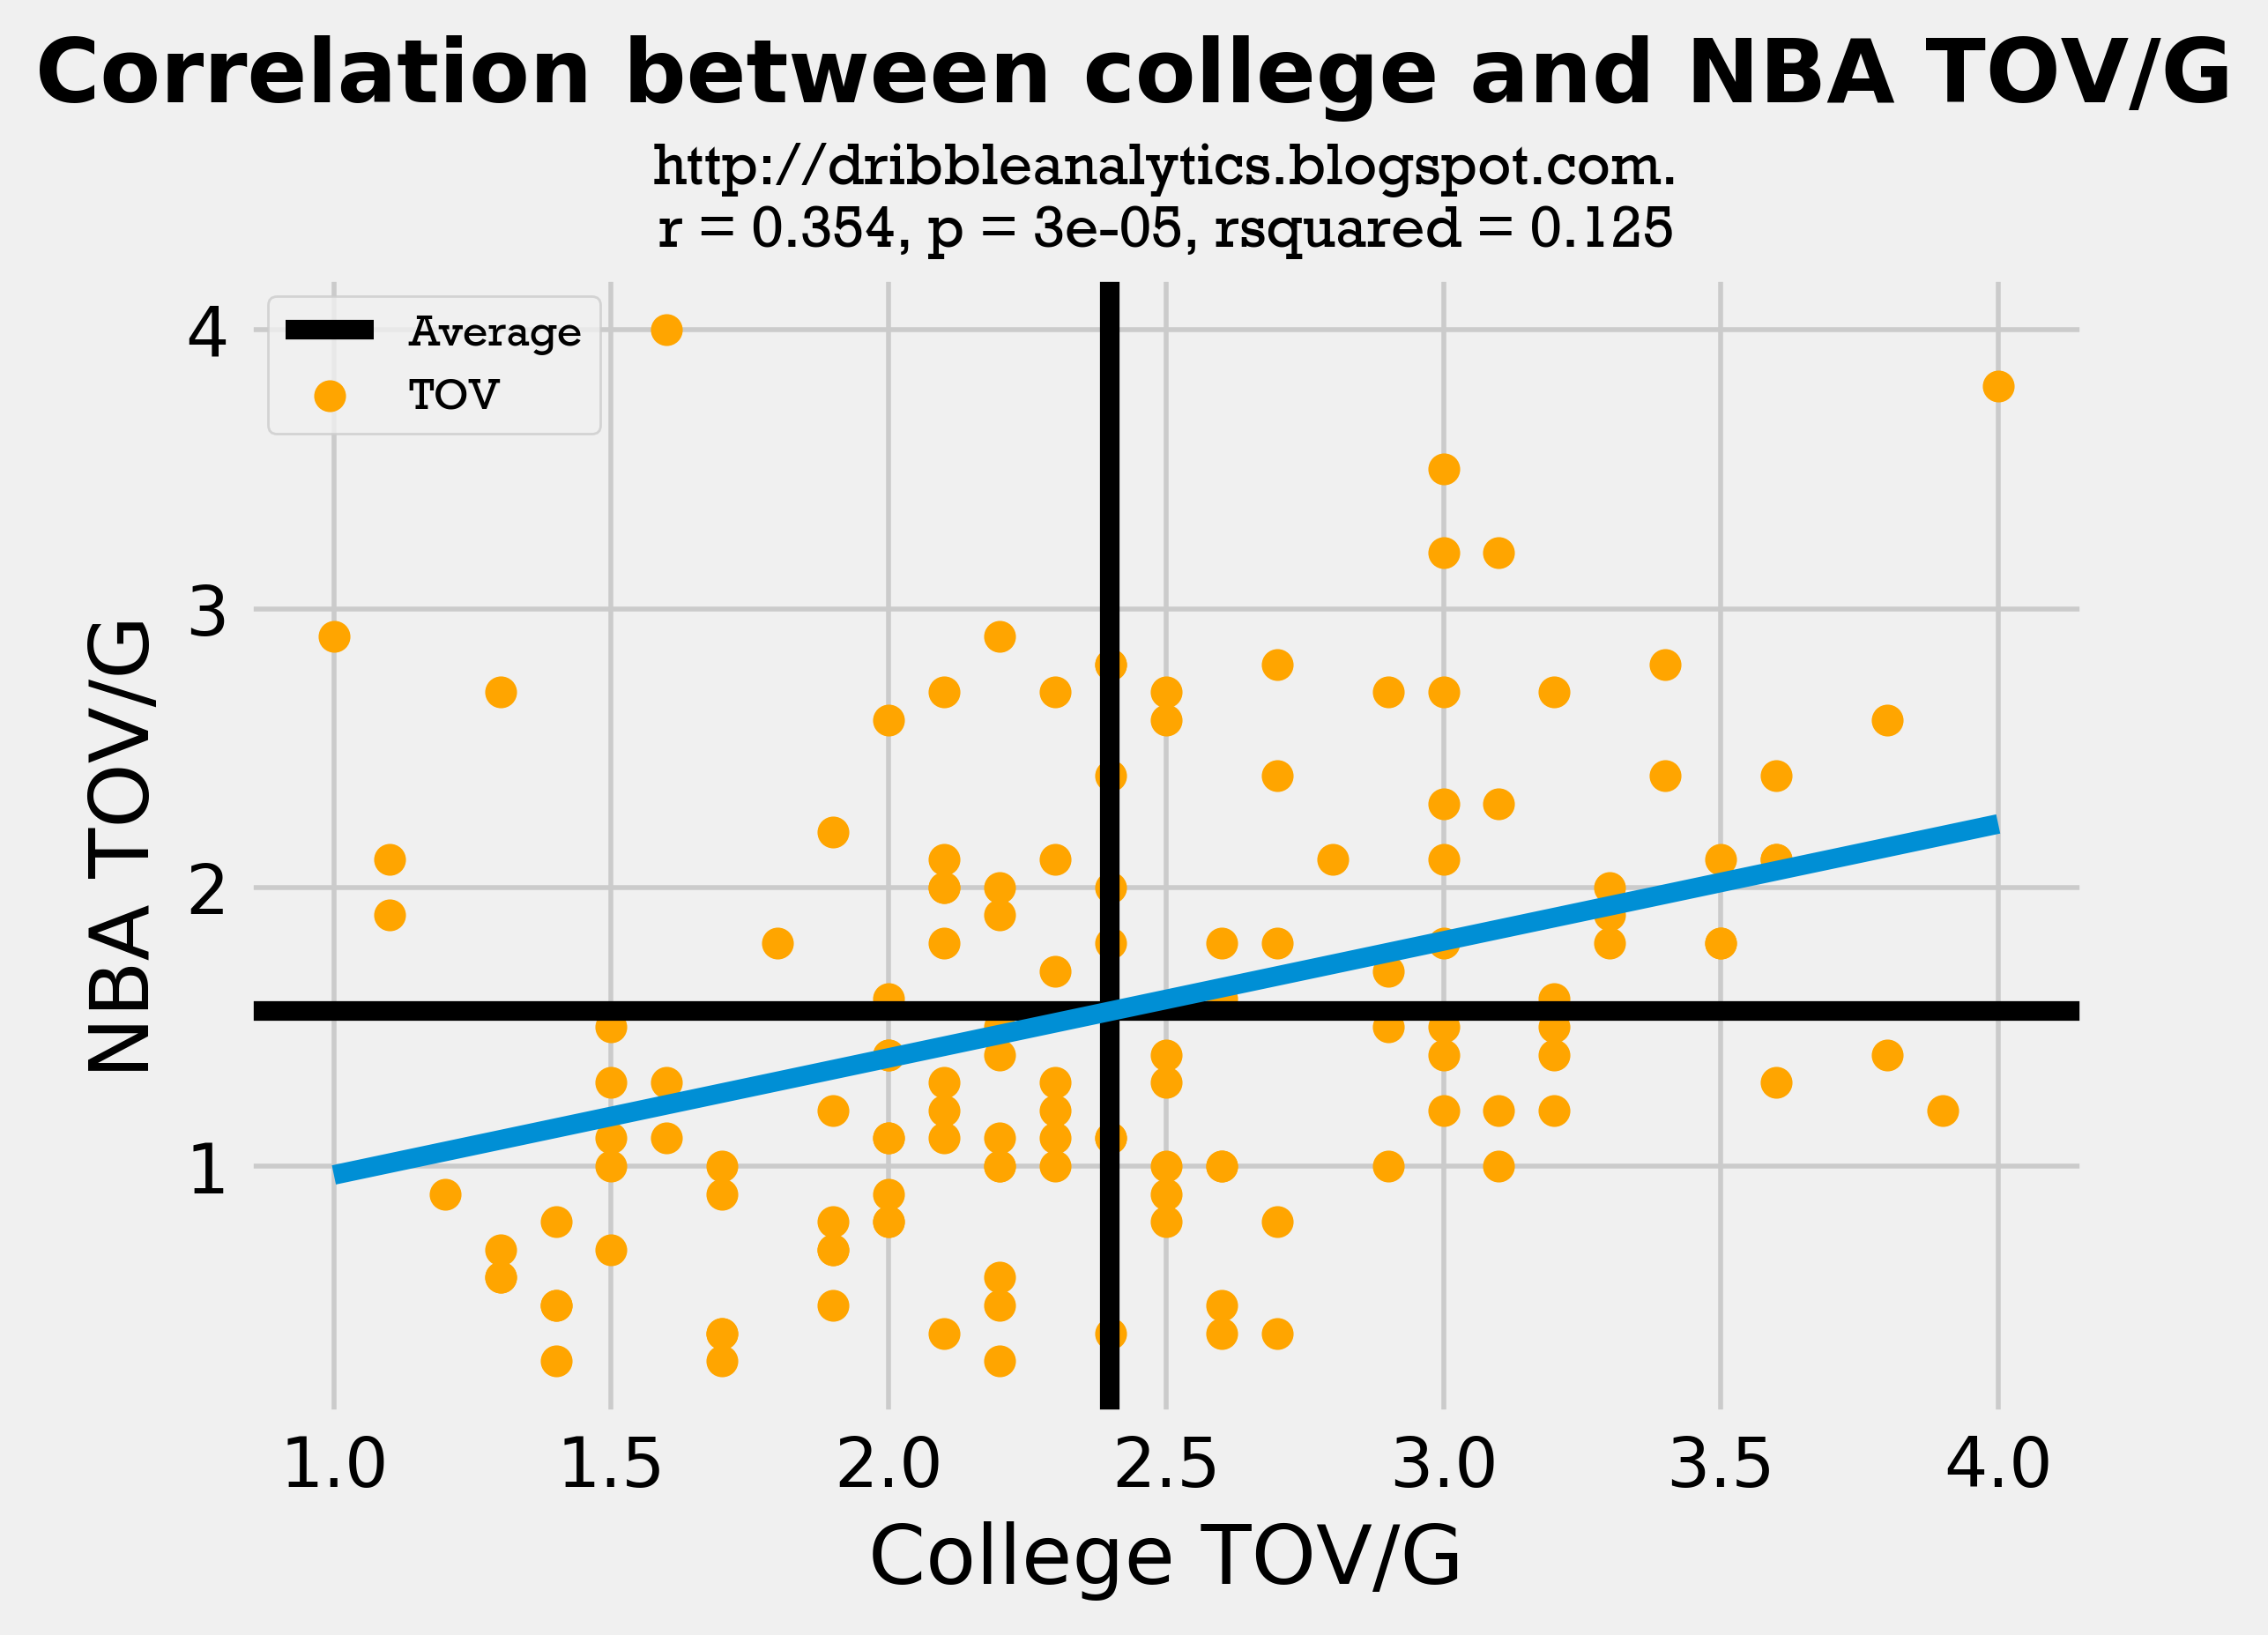 Correlation between college and NBA TOV/G
http://dribbleanalytics.blogspot.com.
r = 0.354, p = 3e-05, rsquared = 0.125
Average
TOV
4
3
2
1
NBA TOV/G
1.0 1.5 2.0 2.5 3.0 3.5 4.0
College TOV/G